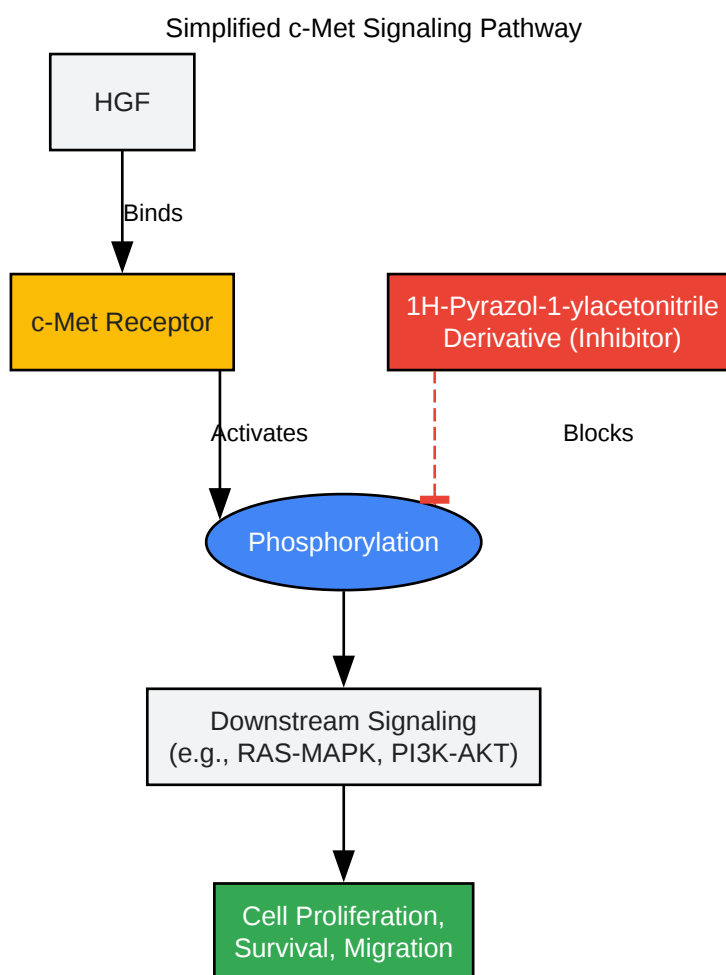 Simplified c-Met Signaling Pathway
HGF
Binds
c-Met Receptor
1H-Pyrazol-1-ylacetonitrile
Derivative (Inhibitor)
Activates
Blocks
Phosphorylation
Downstream Signaling
(e.g., RAS-MAPK, PI3K-AKT)
Cell Proliferation,
Survival, Migration